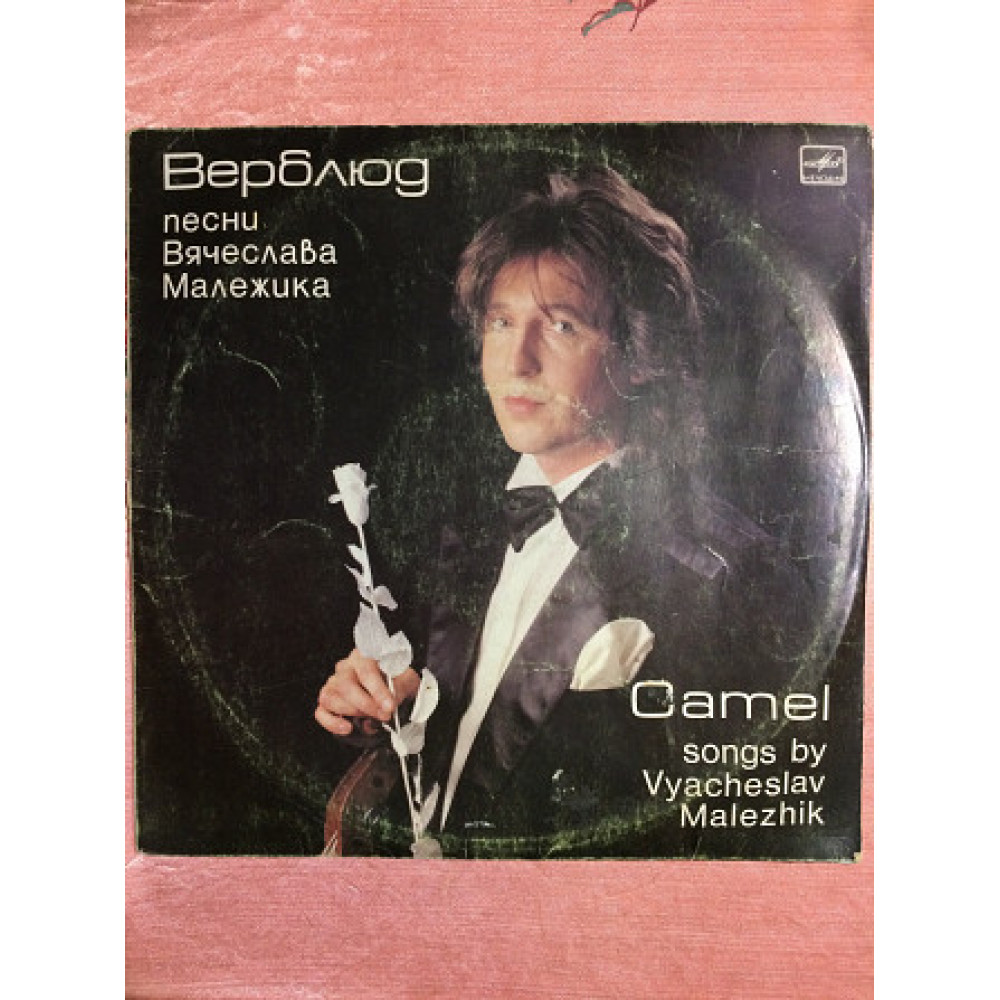 Верблюд
песни
Вячеслава
Малежика
Camel
songs by
Vyacheslav
Malezhik